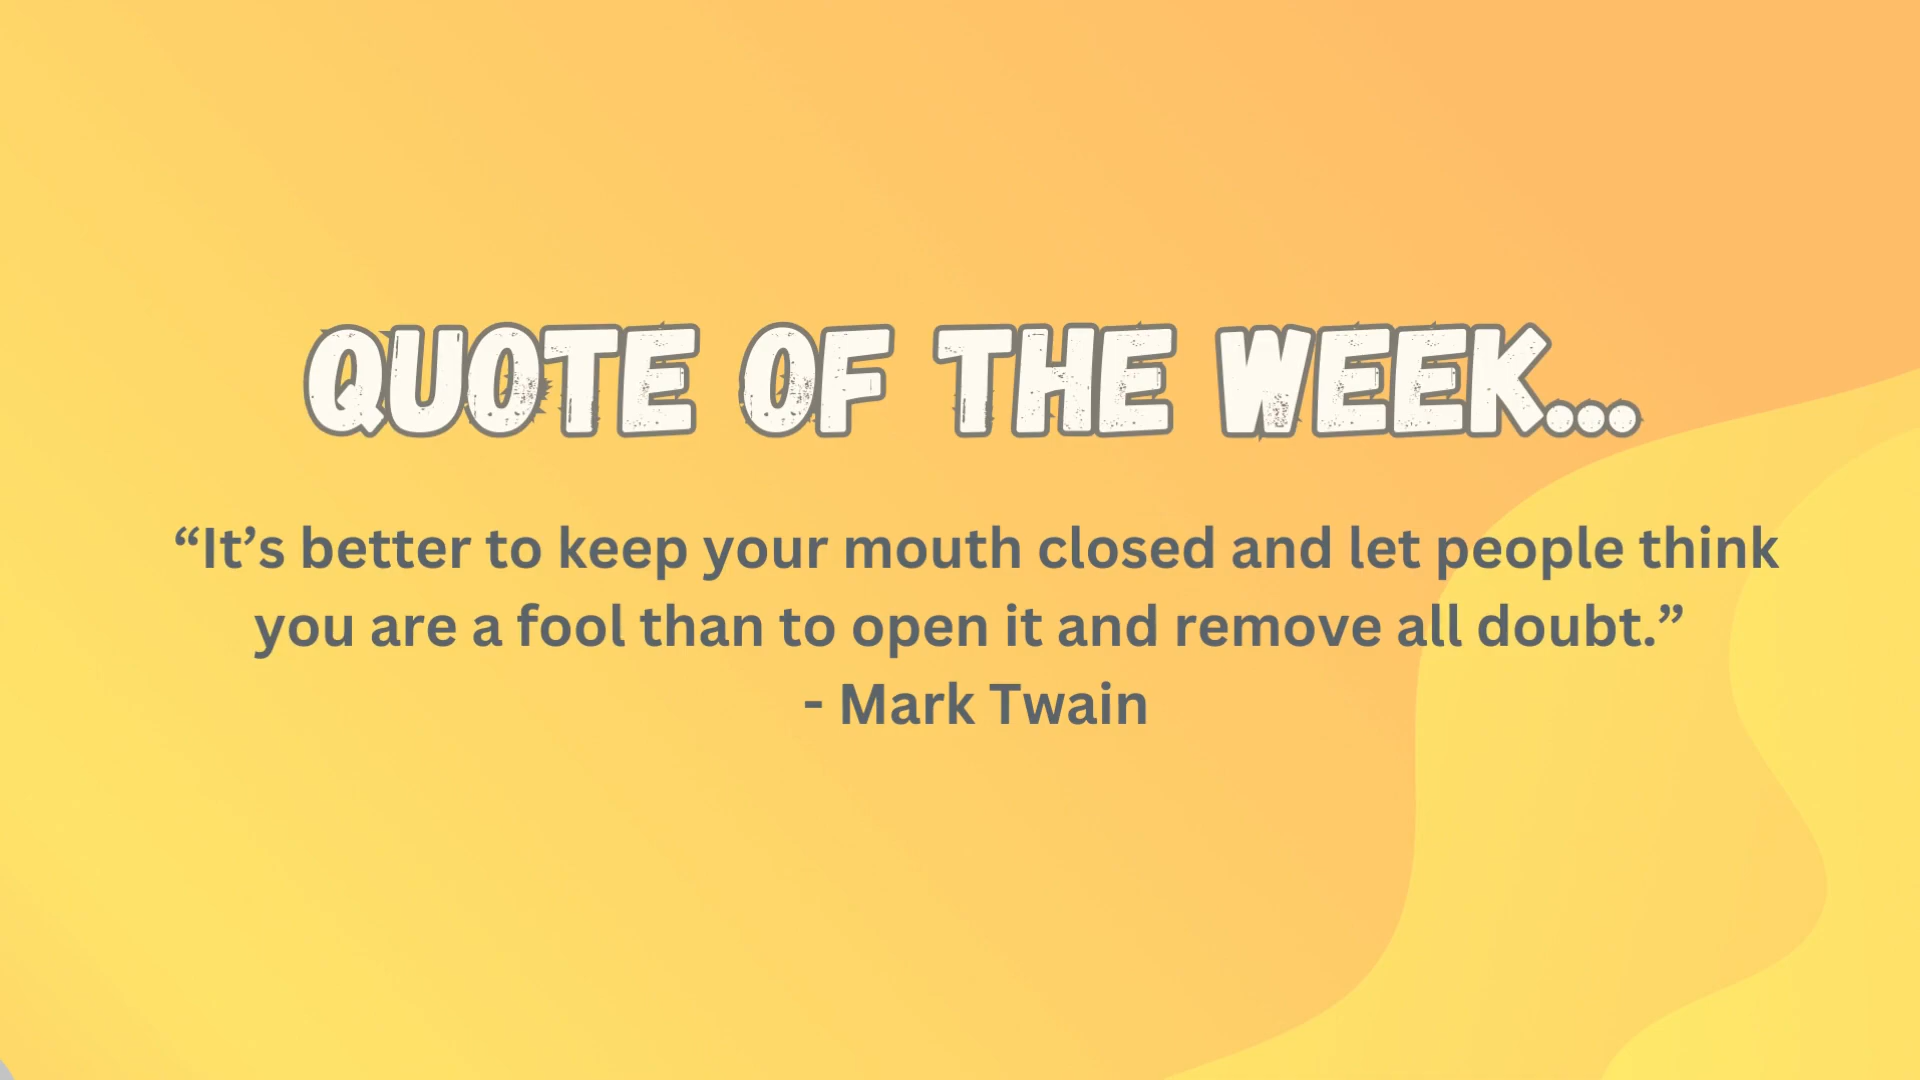 QUOTE OF THE WEEK...
“It’s better to keep your mouth closed and let people think
you are a fool than to open it and remove all doubt.”
- Mark Twain